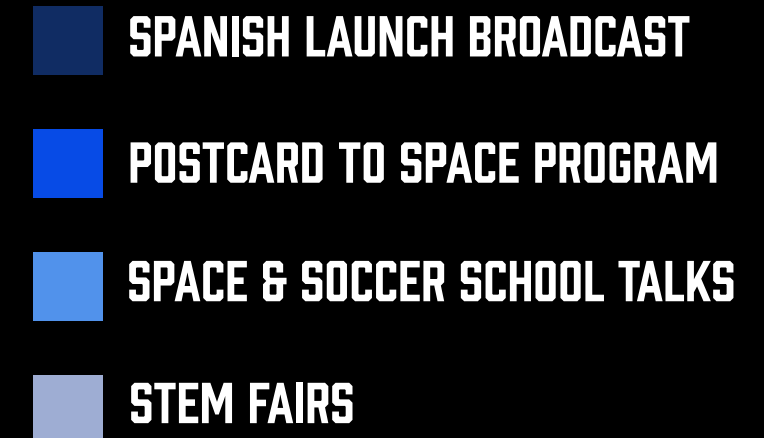 SPANISH LAUNCH BROADCAST
POSTCARD TO SPACE PROGRAM
SPACE & SOCCER SCHOOL TALKS
STEM FAIRS